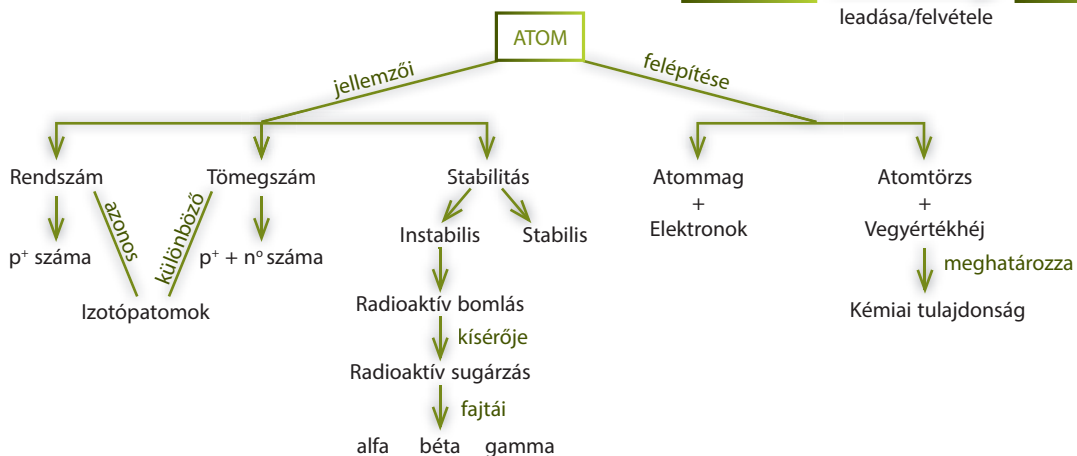 leadása/felvétele
ATOM
jellemzői
felépítése
Rendszám
Tömegszám
Stabilitás
Atommag
+
Elektronok
Atomtörzs
+
Vegyértékhéj
azonos
különböző
Instabilis
Stabilis
p⁺ száma
p⁺ + n° száma
meghatározza
Izotópatomok
Radioaktív bomlás
Kémiai tulajdonság
kísérője
Radioaktív sugárzás
fajtái
alfa béta gamma